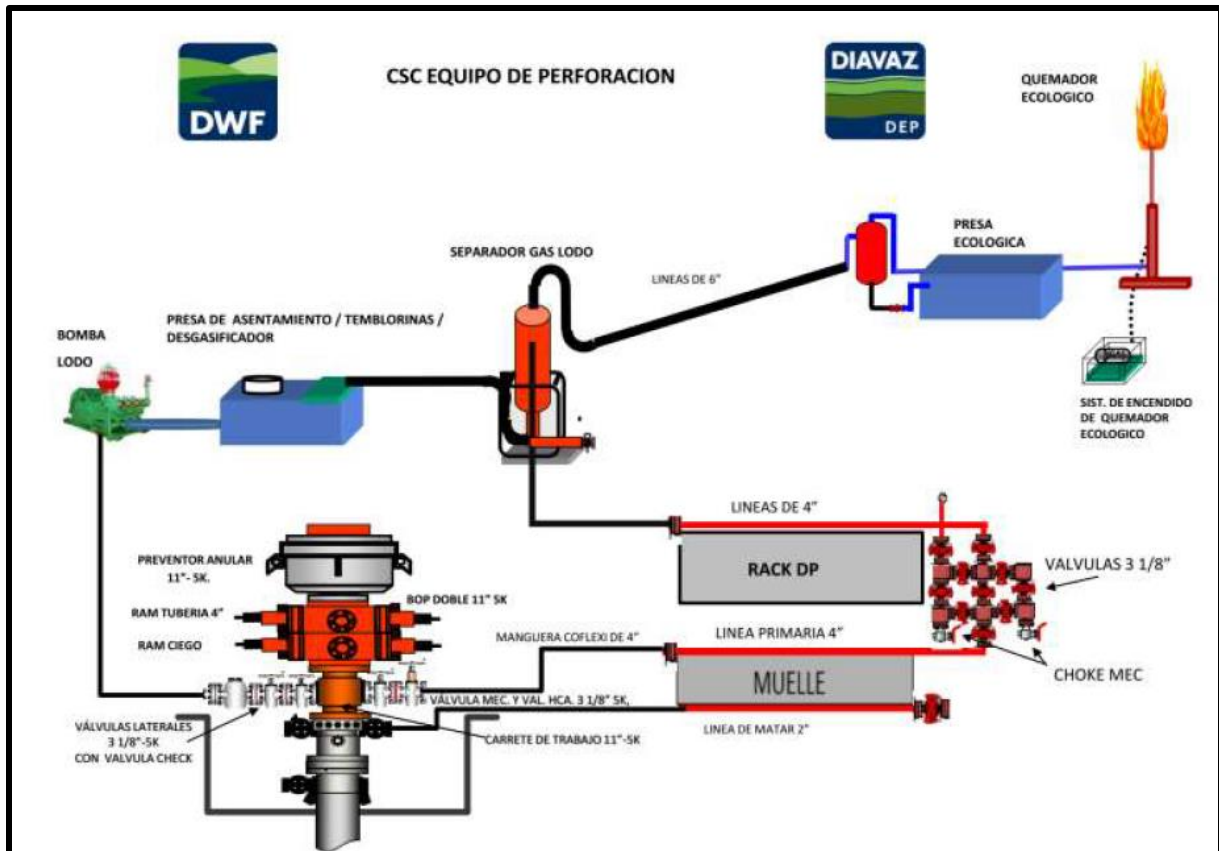 DWF
CSC EQUIPO DE PERFORACION
DIAVAZ
DEP
QUEMADOR
ECOLOGICO
PRESA
ECOLOGICA
SEPARADOR GAS LODO
LINEAS DE 6"
PRESA DE ASENTAMIENTO / TEMBLORINAS /
DESGASIFICADOR
BOMBA
LODO
SIST. DE ENCENDIDO
DE QUEMADOR
ECOLOGICO
LINEAS DE 4"
RACK DP
VALVULAS 3 1/8"
PREVENTOR ANULAR
11"- 5K.
BOP DOBLE 11" 5K
RAM TUBERIA 4"
RAM CIEGO
MANGUERA COFLEXI DE 4"
LINEA PRIMARIA 4"
CHOKE MEC
MUELLE
VÁLVULA MEC. Y VAL. HCA. 3 1/8" 5K,
LINEA DE MATAR 2"
VÁLVULAS LATERALES
3 1/8"-5K
CON VALVULA CHECK
CARRETE DE TRABAJO 11"-5K